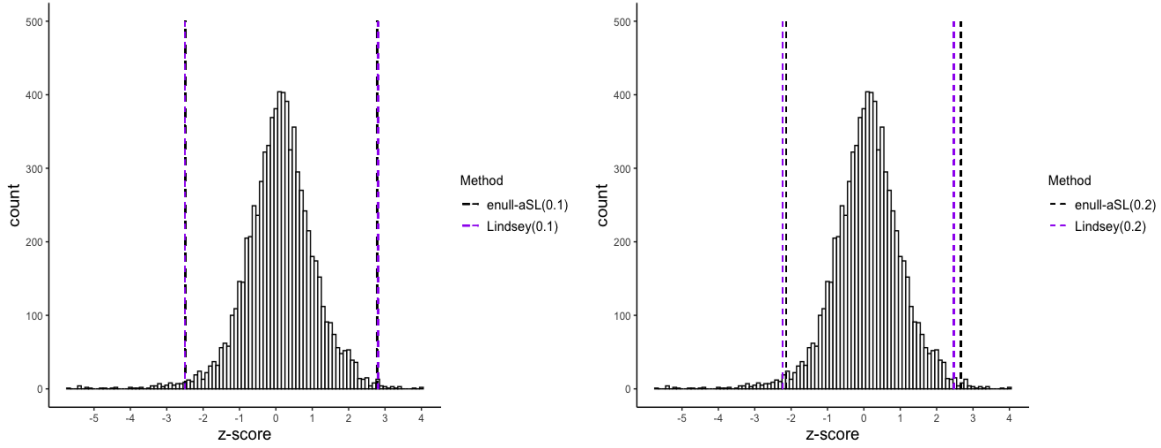 500
400
300
200
100
0
count
-5 -4 -3 -2 -1 0 1 2 3 4
z-score
Method
enull-aSL(0.1)
Lindsey(0.1)
500
400
300
200
100
0
count
-5 -4 -3 -2 -1 0 1 2 3 4
z-score
Method
enull-aSL(0.2)
Lindsey(0.2)